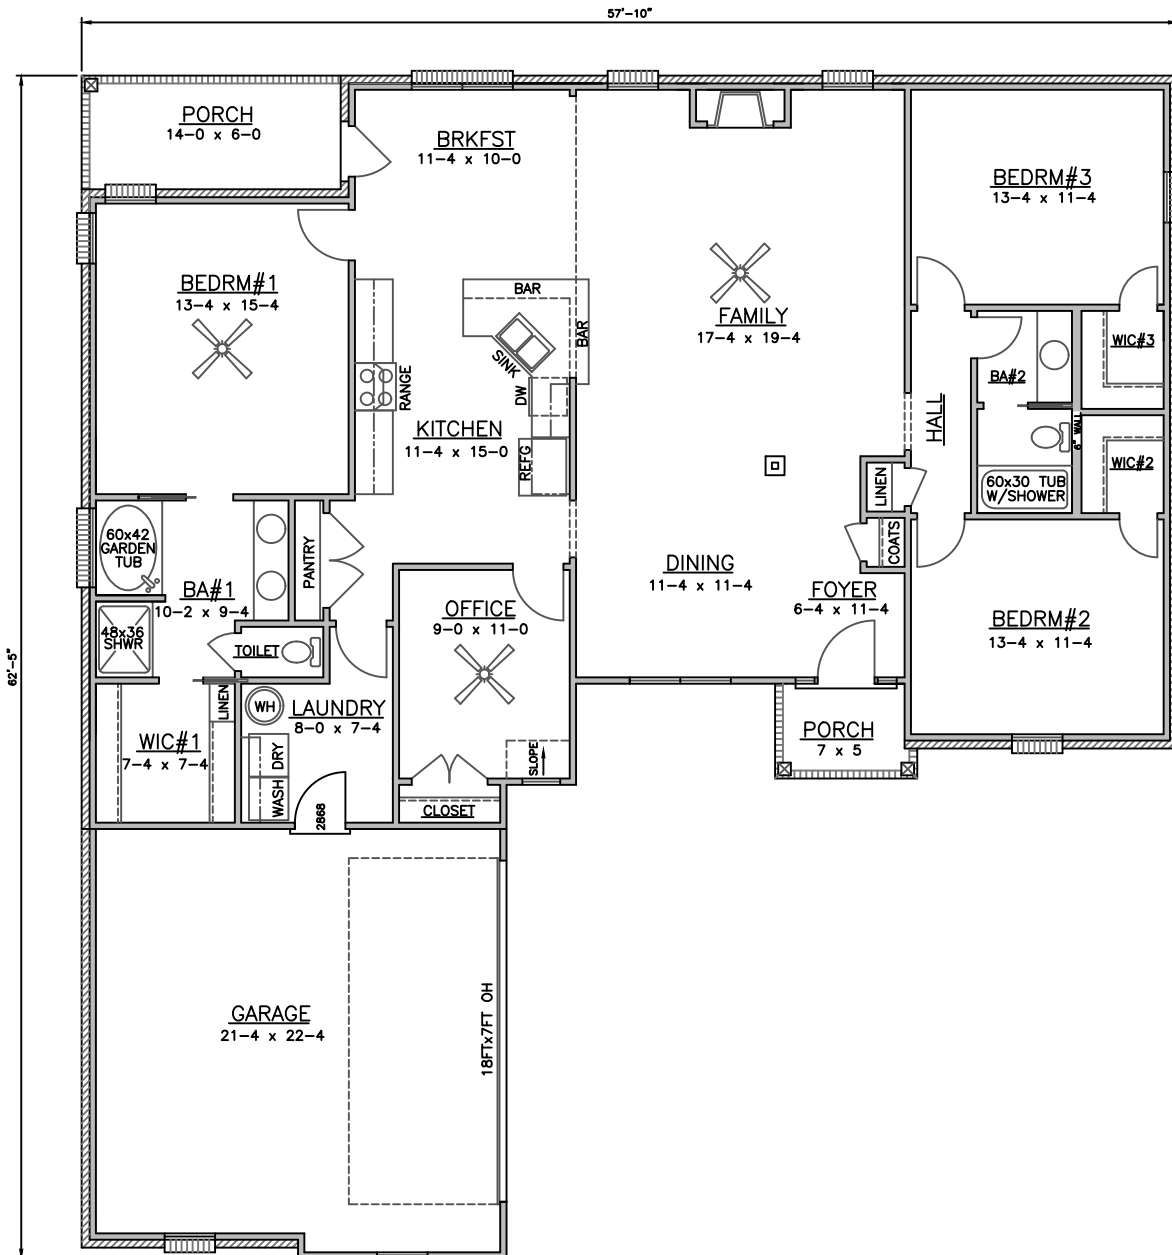 57'-10"
PORCH
14-0 x 6-0
BRKFST
11-4 x 10-0
BEDRM#3
13-4 x 11-4
BEDRM#1
13-4 x 15-4
BAR
BAR
SINK
FAMILY
17-4 x 19-4
RANGE
DW
KITCHEN
11-4 x 15-0
REFG
HALL
BA#2
WIC#3
6" WALL
WIC#2
LINEN
60x30 TUB
W/SHOWER
60x42
GARDEN
TUB
PANTRY
COATS
BA#1
10-2 x 9-4
DINING
11-4 x 11-4
FOYER
6-4 x 11-4
OFFICE
9-0 x 11-0
BEDRM#2
13-4 x 11-4
48x36
SHWR
TOILET
62'-5"
LINEN
WH
LAUNDRY
8-0 x 7-4
WIC#1
7-4 x 7-4
DRY
WASH
SLOPE
PORCH
7 x 5
2868
CLOSET
GARAGE
21-4 x 22-4
18FTx7FT OH